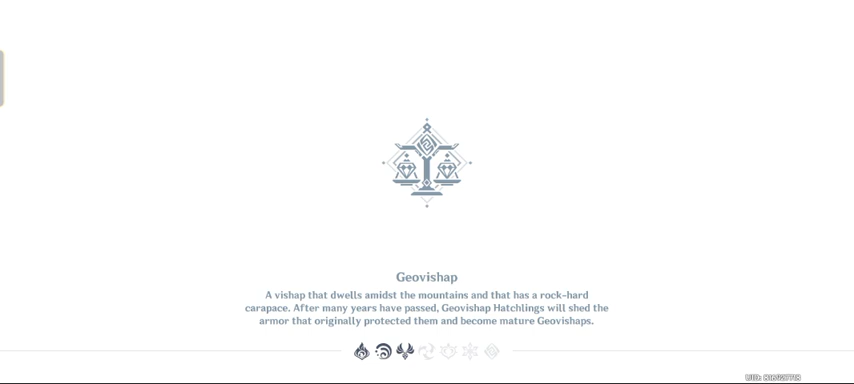 Geovishap
A vishap that dwells amidst the mountains and that has a rock-hard
carapace. After many years have passed, Geovishap Hatchlings will shed the
armor that originally protected them and become mature Geovishaps.